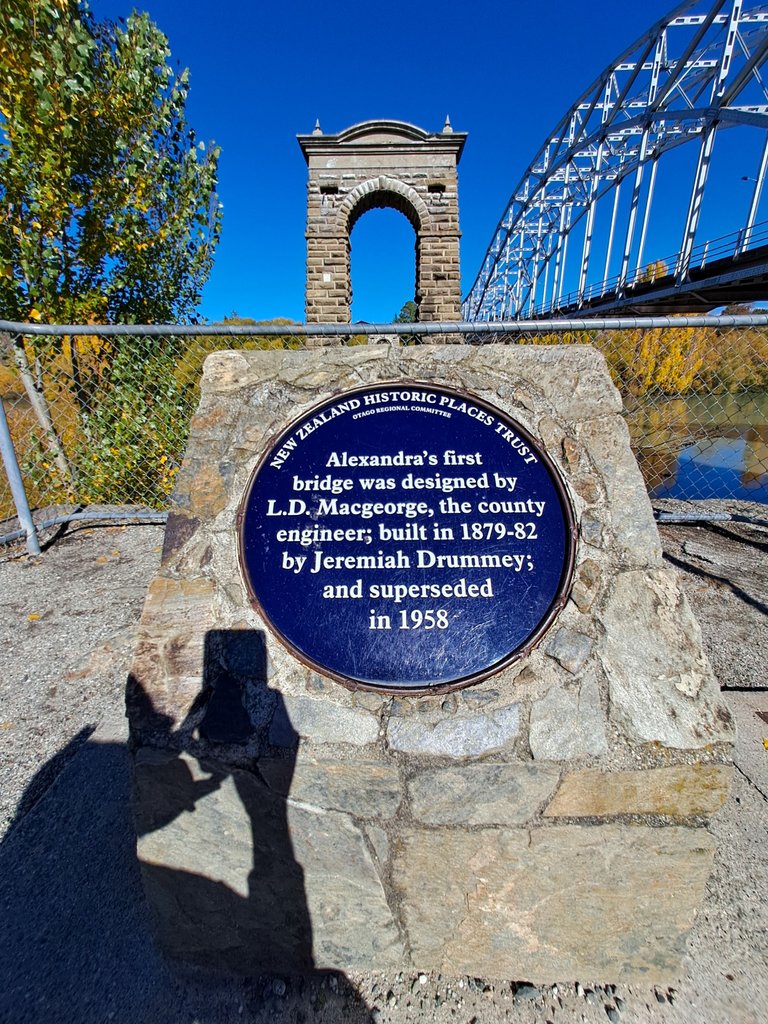 NEW ZEALAND HISTORIC PLACES TRUST
OTAGO REGIONAL COMMITTEE
Alexandra's first
bridge was designed by
L.D. Macgeorge, the county
engineer; built in 1879-82
by Jeremiah Drummey;
and superseded
in 1958